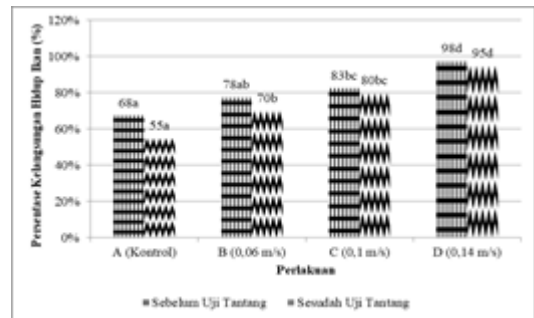 Persentase Kelangsungan Hidup Ikan (%)
120%
100%
80%
60%
40%
20%
0%
68a
55a
78ab
70b
83bc
80bc
98d
95d
A (Kontrol)
B (0,06 m/s)
C (0,1 m/s)
D (0,14 m/s)
Perlakuan
Sebelum Uji Tantang
Sesudah Uji Tantang